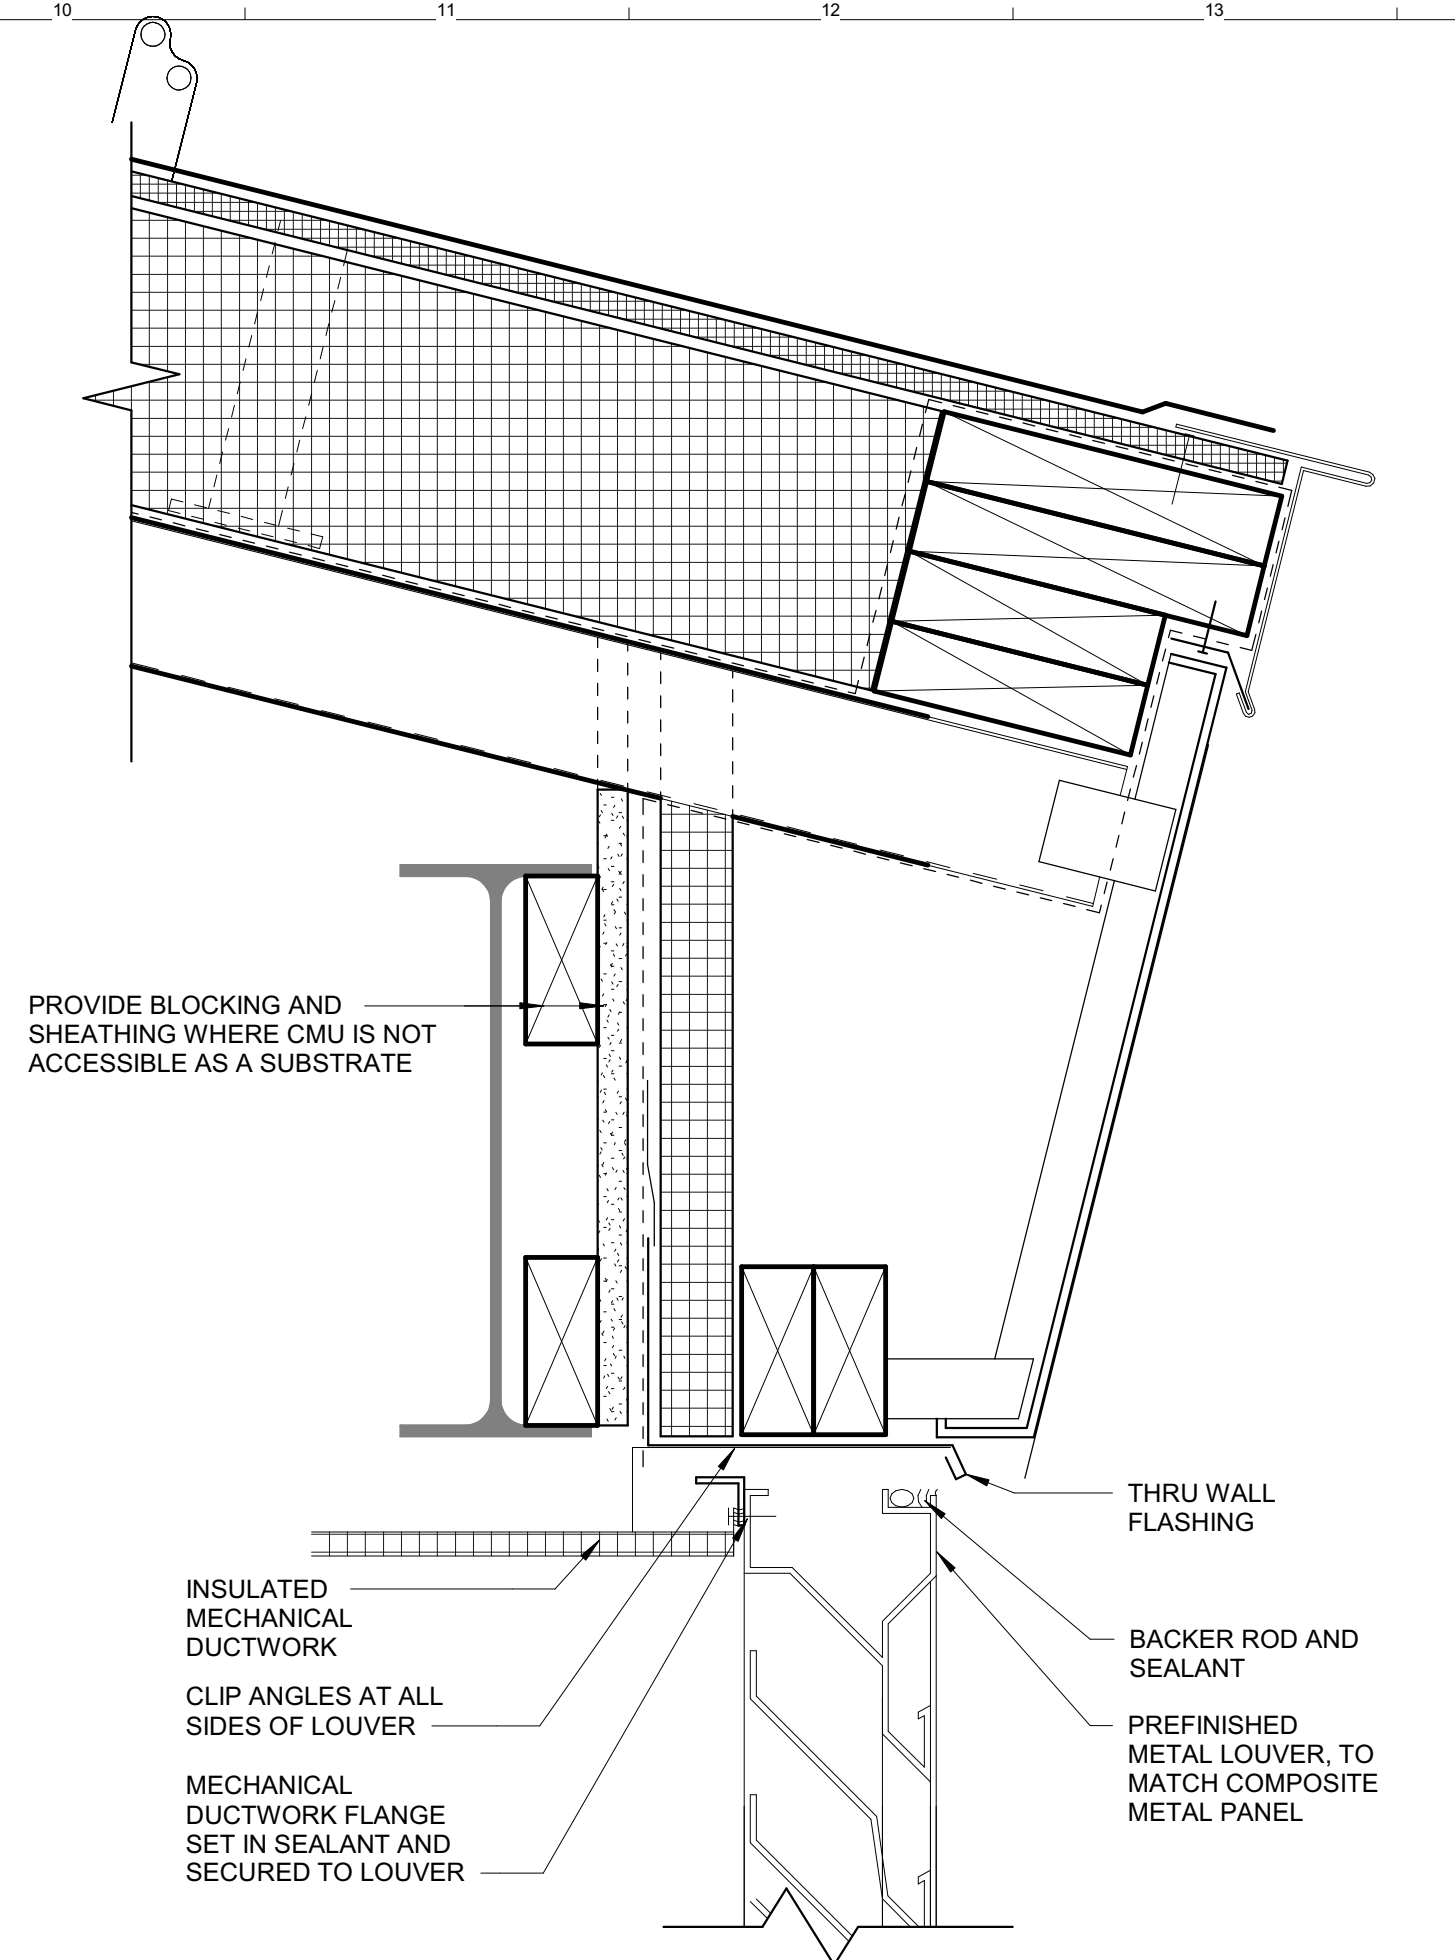 10 11 12 13
PROVIDE BLOCKING AND
SHEATHING WHERE CMU IS NOT
ACCESSIBLE AS A SUBSTRATE
THRU WALL
FLASHING
INSULATED
MECHANICAL
DUCTWORK
BACKER ROD AND
SEALANT
CLIP ANGLES AT ALL
SIDES OF LOUVER
PREFINISHED
METAL LOUVER, TO
MATCH COMPOSITE
METAL PANEL
MECHANICAL
DUCTWORK FLANGE
SET IN SEALANT AND
SECURED TO LOUVER